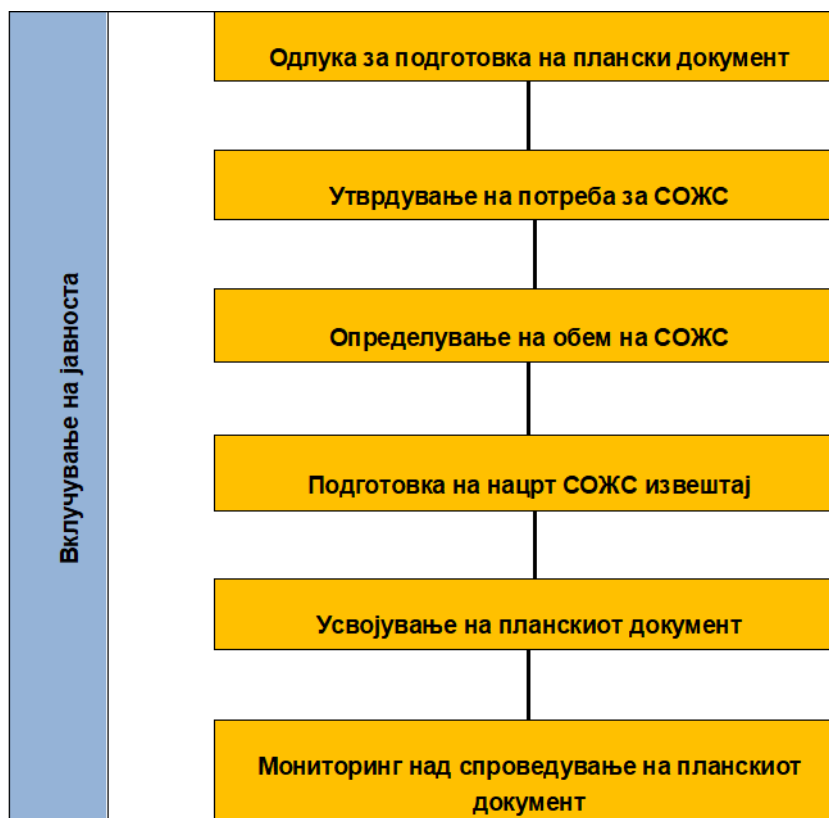 Вклучување на јавноста
Одлука за подготовка на плански документ
Утврдување на потреба за СОЖС
Определување на обем на СОЖС
Подготовка на нацрт СОЖС извештај
Усвојување на планскиот документ
Мониторинг над спроведување на планскиот
документ